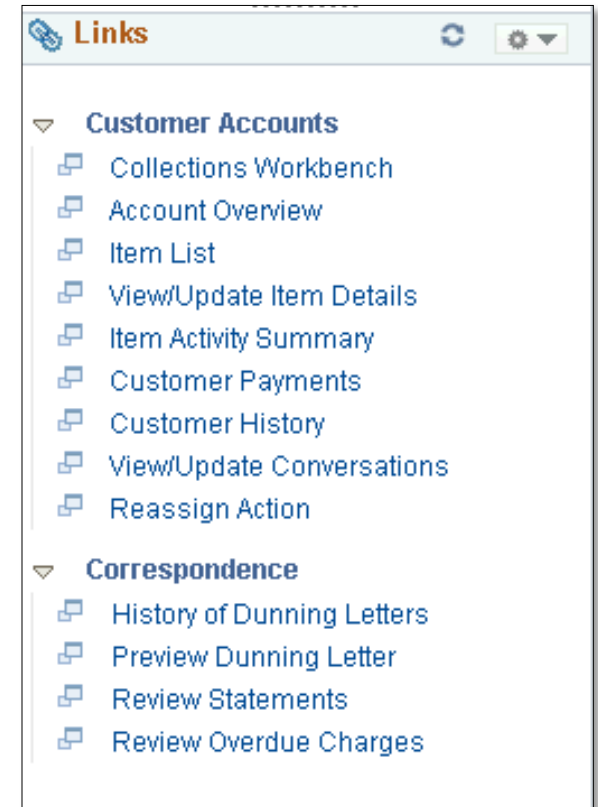 Links
Customer Accounts
Collections Workbench
Account Overview
Item List
View/Update Item Details
Item Activity Summary
Customer Payments
Customer History
View/Update Conversations
Reassign Action
Correspondence
History of Dunning Letters
Preview Dunning Letter
Review Statements
Review Overdue Charges